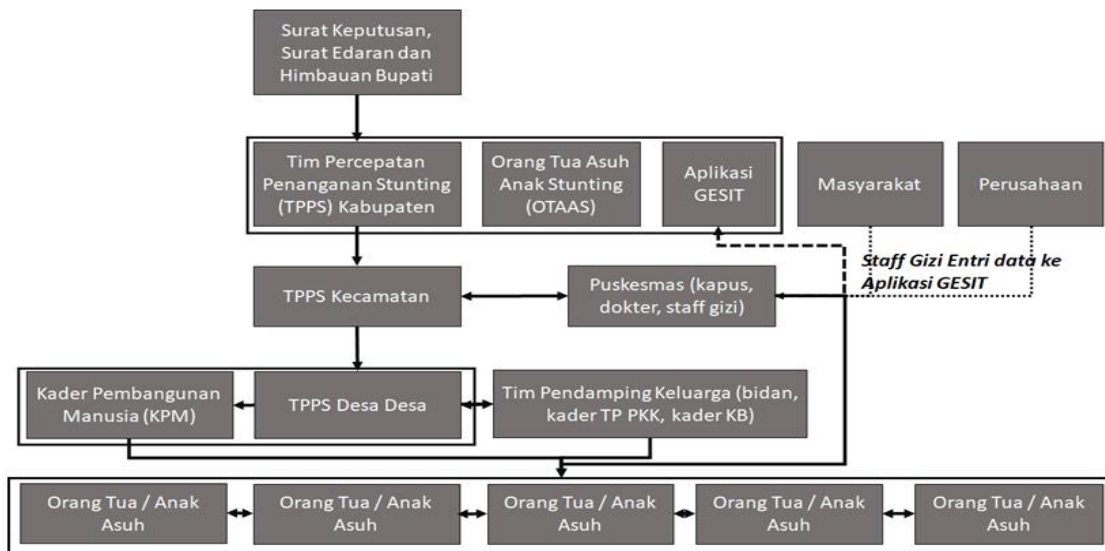 Surat Keputusan,
Surat Edaran dan
Himbauan Bupati
Tim Percepatan
Penanganan Stunting
(TPPS) Kabupaten
Orang Tua Asuh
Anak Stunting
(OTAAS)
Aplikasi
GESIT
Masyarakat
Perusahaan
Staff Gizi Entri data ke
Aplikasi GESIT
TPPS Kecamatan
Puskesmas (kapus,
dokter, staff gizi)
Kader Pembangunan
Manusia (KPM)
TPPS Desa Desa
Tim Pendamping Keluarga (bidan,
kader TP PKK, kader KB)
Orang Tua / Anak
Asuh
Orang Tua / Anak
Asuh
Orang Tua / Anak
Asuh
Orang Tua / Anak
Asuh
Orang Tua / Anak
Asuh